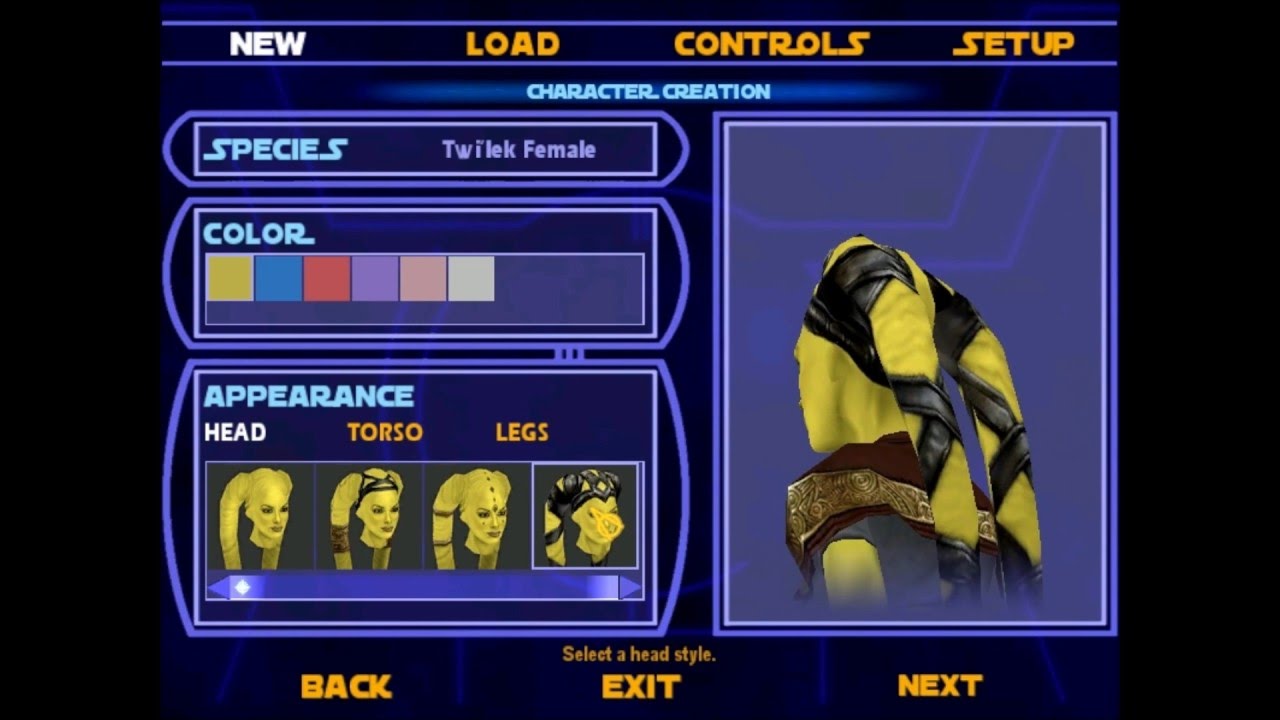 NEW LOAD CONTROLS SETUP
CHARACTER CREATION
SPECIES Twi'lek Female
COLOR
APPEARANCE
HEAD TORSO LEGS
Select a head style.
BACK EXIT NEXT